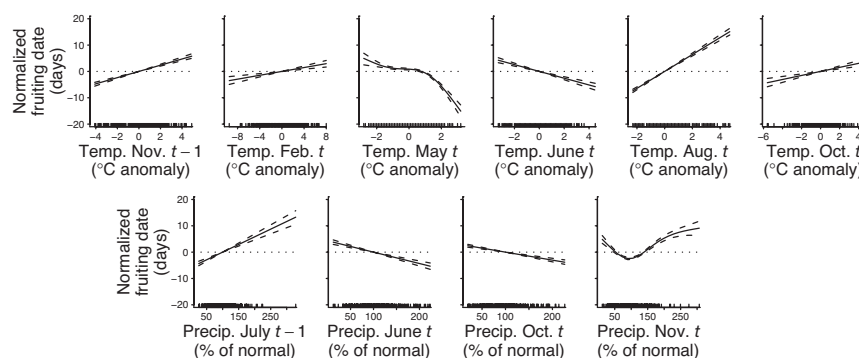 Normalized
fruiting date
(days)
20
10
0
−10
−20
−4 −2 0 2 4
−8 −4 0 4 8
−2 0 2
−2 0 2 4
−2 0 2 4
−6 −4 −2 0 2 4
Temp. Nov. t − 1 Temp. Feb. t Temp. May t Temp. June t Temp. Aug. t Temp. Oct. t
(°C anomaly) (°C anomaly) (°C anomaly) (°C anomaly) (°C anomaly) (°C anomaly)
Normalized
fruiting date
(days)
20
10
0
−10
−20
50 150 250
50 100 200
50 100 200
50 150 250
Precip. July t − 1 Precip. June t Precip. Oct. t Precip. Nov. t
(% of normal) (% of normal) (% of normal) (% of normal)